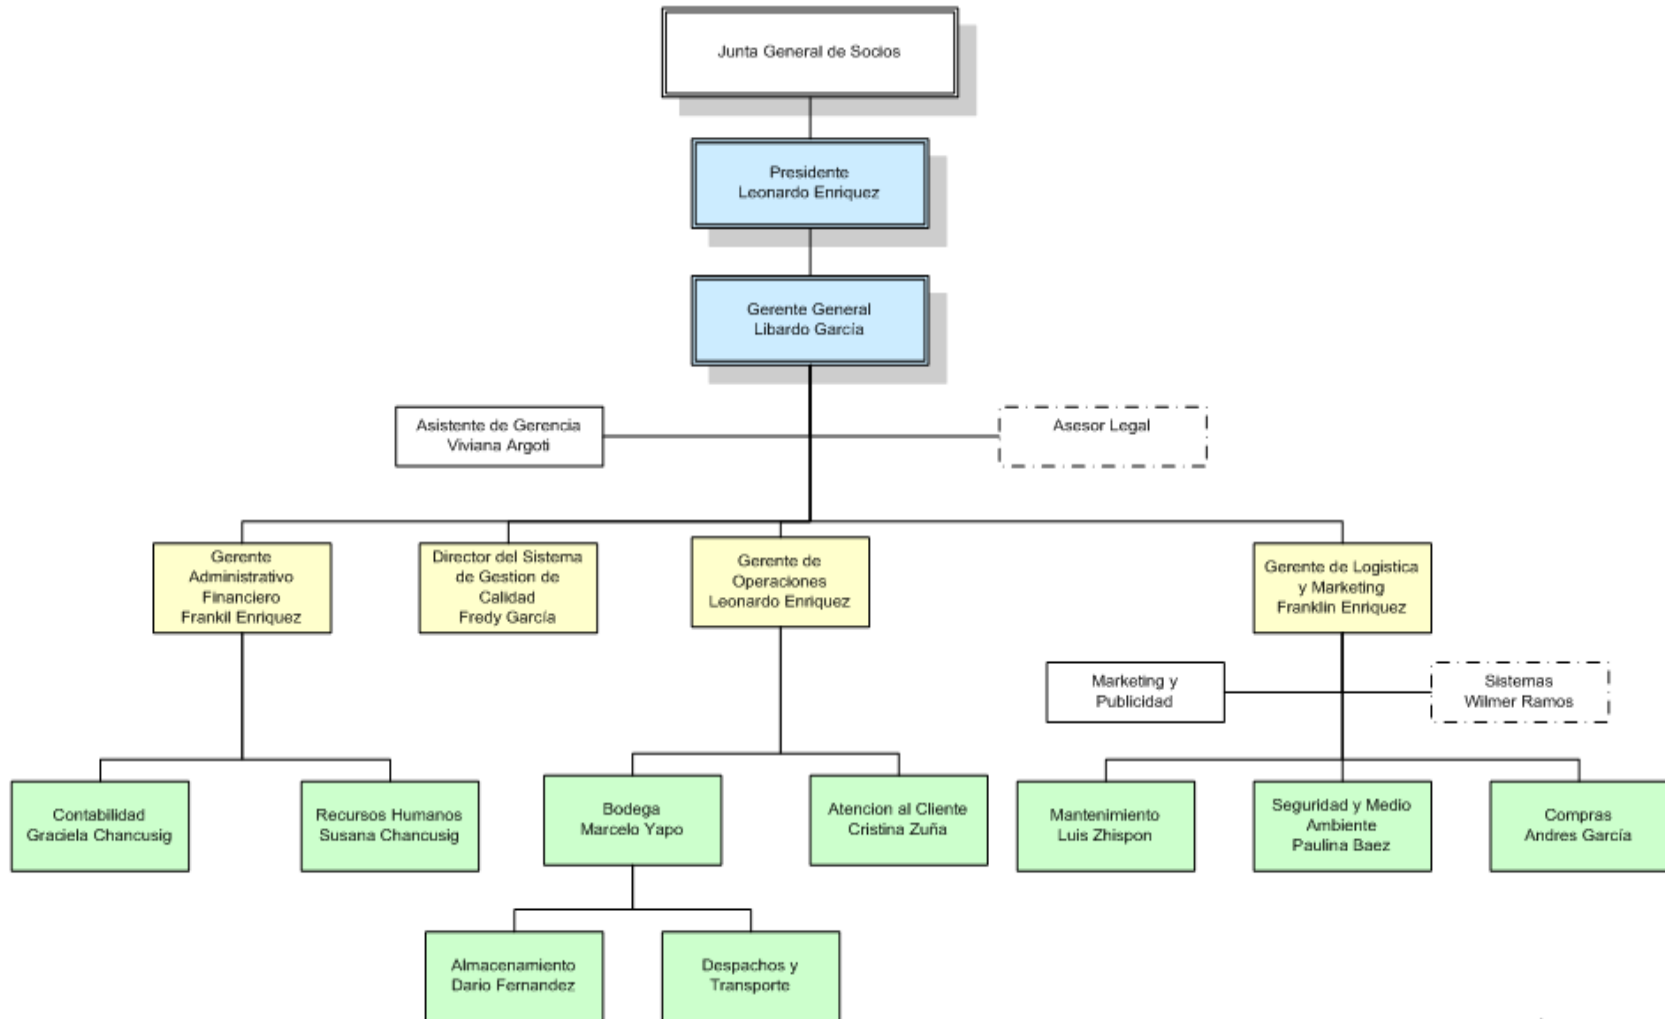 Junta General de Socios
Presidente
Leonardo Enriquez
Gerente General
Libardo García
Asistente de Gerencia
Viviana Argoti
Asesor Legal
Gerente
Administrativo
Financiero
Frankil Enriquez
Director del Sistema
de Gestion de
Calidad
Fredy García
Gerente de
Operaciones
Leonardo Enriquez
Gerente de Logistica
y Marketing
Franklin Enriquez
Marketing y
Publicidad
Sistemas
Wilmer Ramos
Contabilidad
Graciela Chancusig
Recursos Humanos
Susana Chancusig
Bodega
Marcelo Yapo
Atencion al Cliente
Cristina Zuña
Mantenimiento
Luis Zhispon
Seguridad y Medio
Ambiente
Paulina Baez
Compras
Andres García
Almacenamiento
Dario Fernandez
Despachos y
Transporte